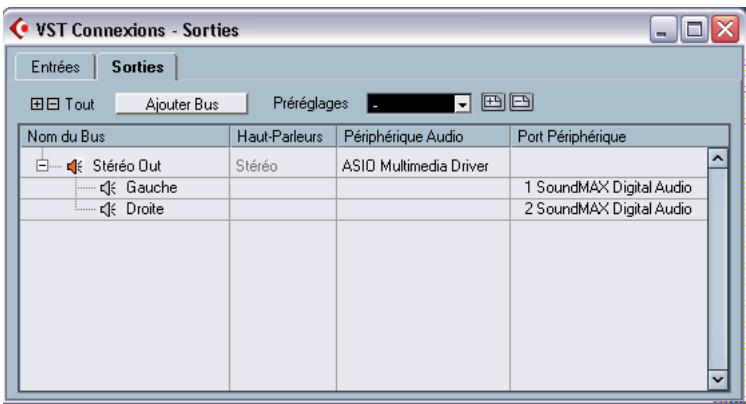 VST Connexions - Sorties
Entrées Sorties
Tout Ajouter Bus Préréglages -
Nom du Bus Haut-Parleurs Périphérique Audio Port Périphérique
Stéréo Out Stéréo ASIO Multimedia Driver
Gauche 1 SoundMAX Digital Audio
Droite 2 SoundMAX Digital Audio